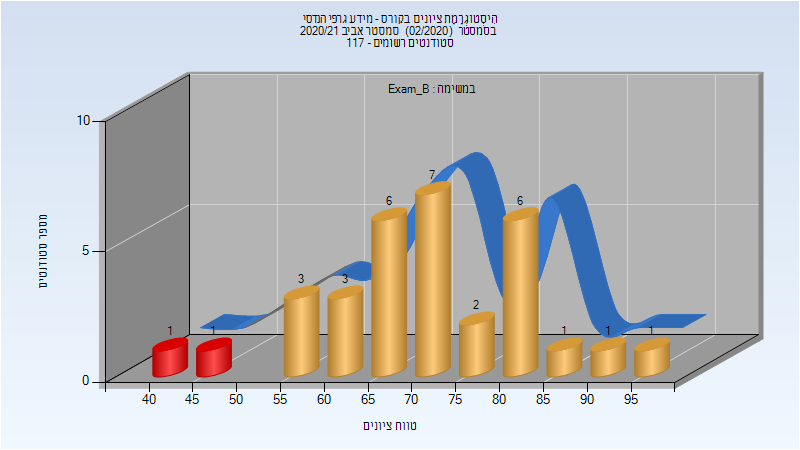 היסטוגרמת ציונים בקורס - מידע גרפי תנדסי
בסמסטר (02/2020) סמסטר אביב 2020/21
סטודנטים רשומים - 117
במשימה : Exam_B
10
5
0
מספר סטודנטים
1 1 3 3 6 7 2 6 1 1 1
40 45 50 55 60 65 70 75 80 85 90 95
טווח ציונים